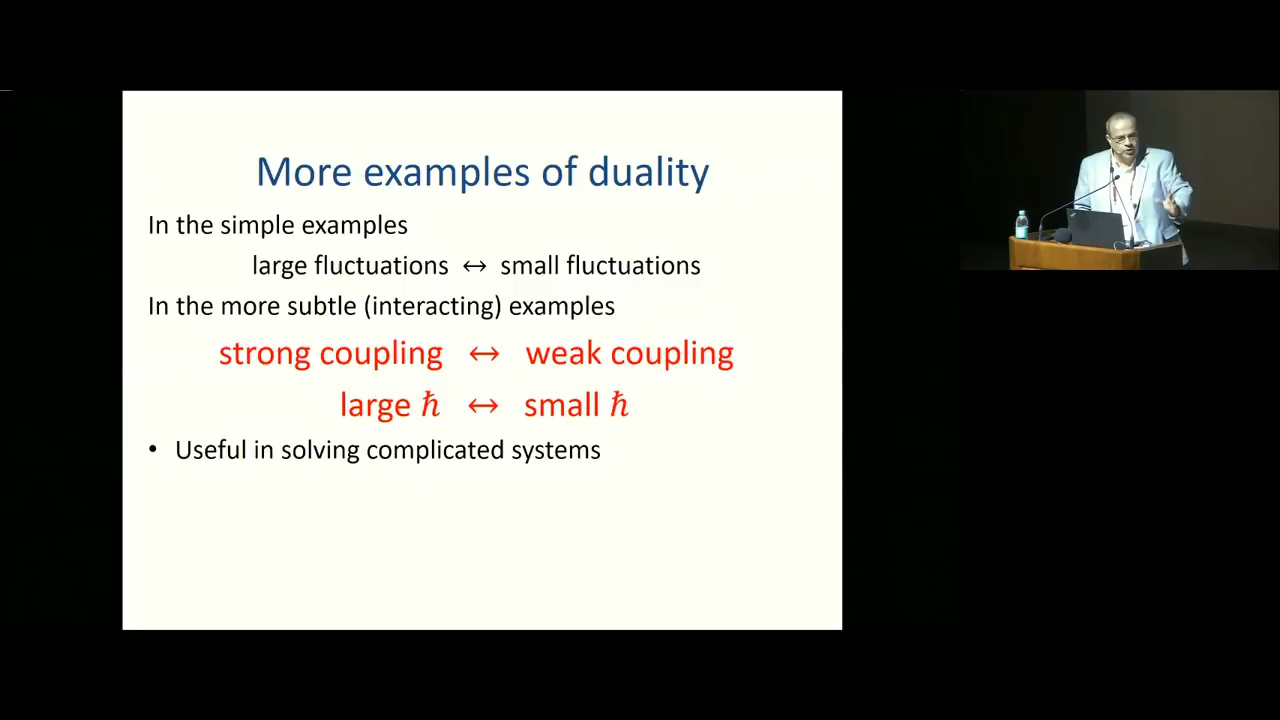 More examples of duality
In the simple examples
large fluctuations ↔ small fluctuations
In the more subtle (interacting) examples
strong coupling ↔ weak coupling
large ℏ ↔ small ℏ
• Useful in solving complicated systems